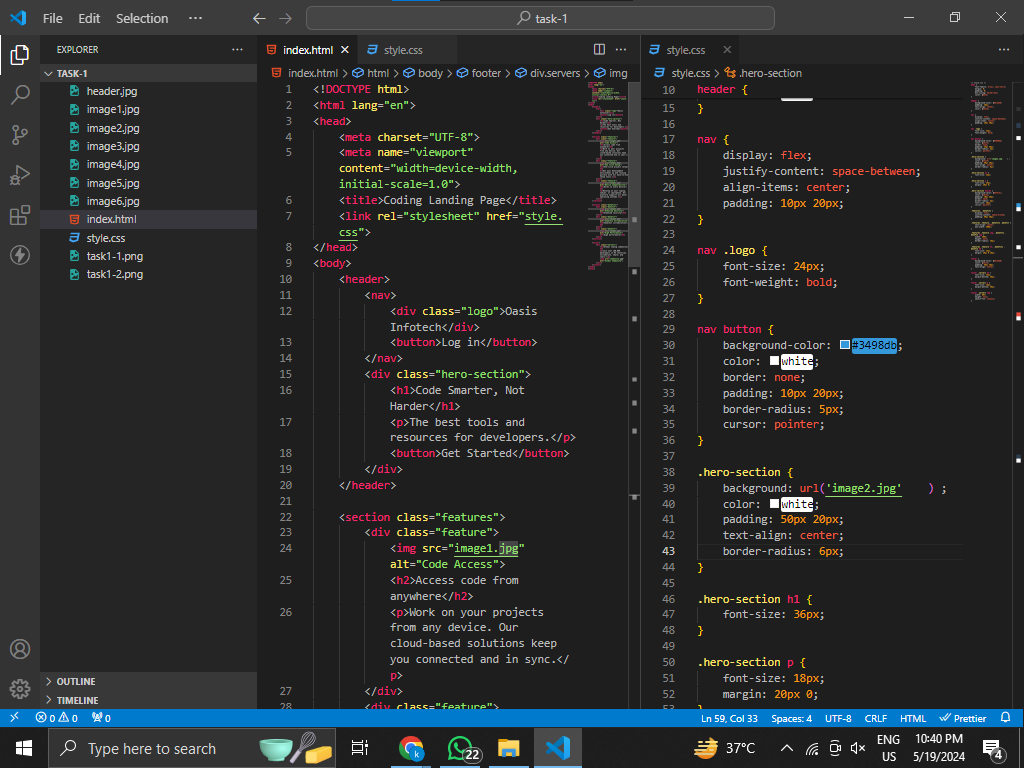 File Edit Selection ··· task-1
EXPLORER ···
TASK-1
header.jpg
image1.jpg
image2.jpg
image3.jpg
image4.jpg
image5.jpg
image6.jpg
index.html
style.css
task1-1.png
task1-2.png
OUTLINE
TIMELINE
index.html style.css ···
index.html > html > body > footer > div.servers > img
1 <!DOCTYPE html>
2 <html lang="en">
3 <head>
4 <meta charset="UTF-8">
5 <meta name="viewport"
content="width=device-width,
initial-scale=1.0">
6 <title>Coding Landing Page</title>
7 <link rel="stylesheet" href="style.
css">
8 </head>
9 <body>
10 <header>
11 <nav>
12 <div class="logo">Oasis
Infotech</div>
13 <button>Log in</button>
14 </nav>
15 <div class="hero-section">
16 <h1>Code Smarter, Not
Harder</h1>
17 <p>The best tools and
resources for developers.</p>
18 <button>Get Started</button>
19 </div>
20 </header>
21
22 <section class="features">
23 <div class="feature">
24 <img src="image1.jpg"
alt="Code Access">
25 <h2>Access code from
anywhere</h2>
26 <p>Work on your projects
from any device. Our
cloud-based solutions keep
you connected and in sync.</
p>
27 </div>
28 <div class="feature">
style.css ···
style.css > .hero-section
10 header {
15 }
16
17 nav {
18 display: flex;
19 justify-content: space-between;
20 align-items: center;
21 padding: 10px 20px;
22 }
23
24 nav .logo {
25 font-size: 24px;
26 font-weight: bold;
27 }
28
29 nav button {
30 background-color: #3498db;
31 color: white;
32 border: none;
33 padding: 10px 20px;
34 border-radius: 5px;
35 cursor: pointer;
36 }
37
38 .hero-section {
39 background: url('image2.jpg' ) ;
40 color: white;
41 padding: 50px 20px;
42 text-align: center;
43 border-radius: 6px;
44 }
45
46 .hero-section h1 {
47 font-size: 36px;
48 }
49
50 .hero-section p {
51 font-size: 18px;
52 margin: 20px 0;
53 }
0 0 0 Ln 59, Col 33 Spaces: 4 UTF-8 CRLF HTML Prettier
Type here to search 22 37°C ENG US 10:40 PM 5/19/2024 4